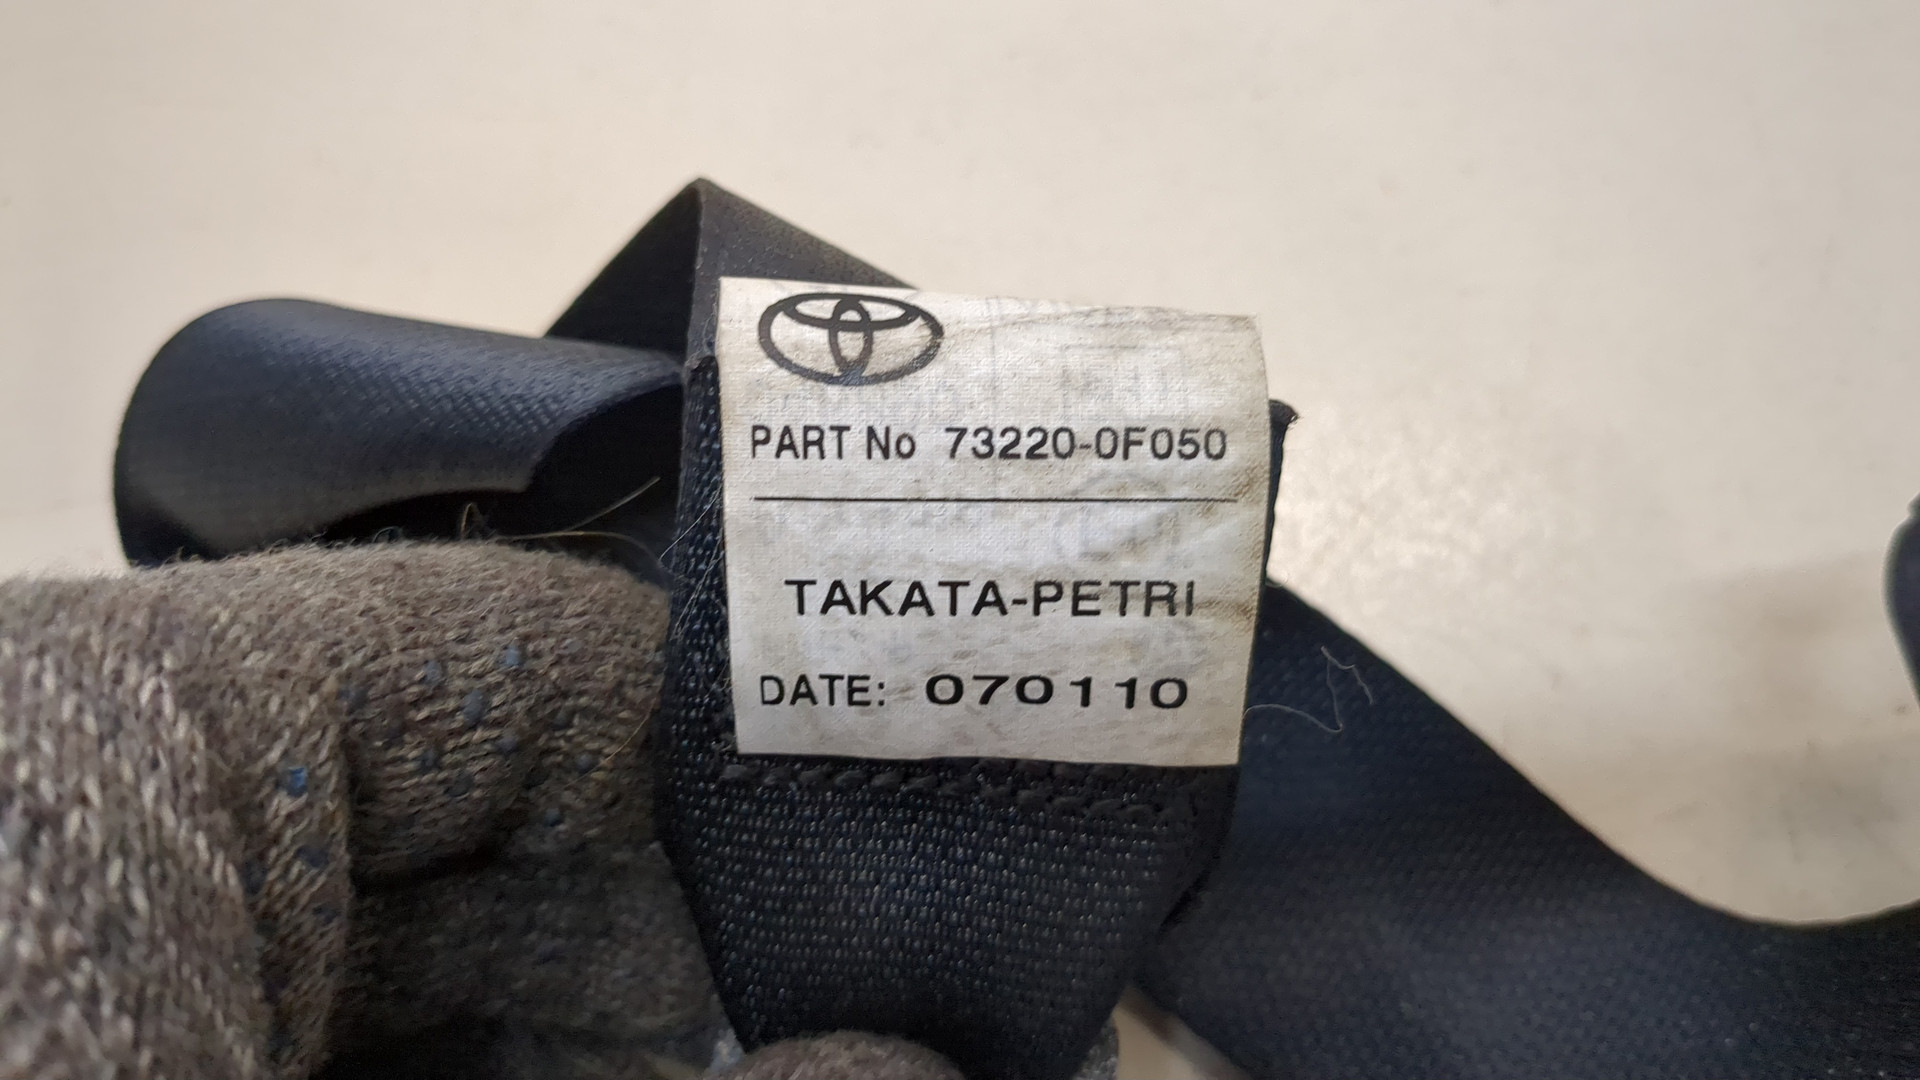 PART No 73220-0F050
TAKATA-PETRI
DATE: 070110